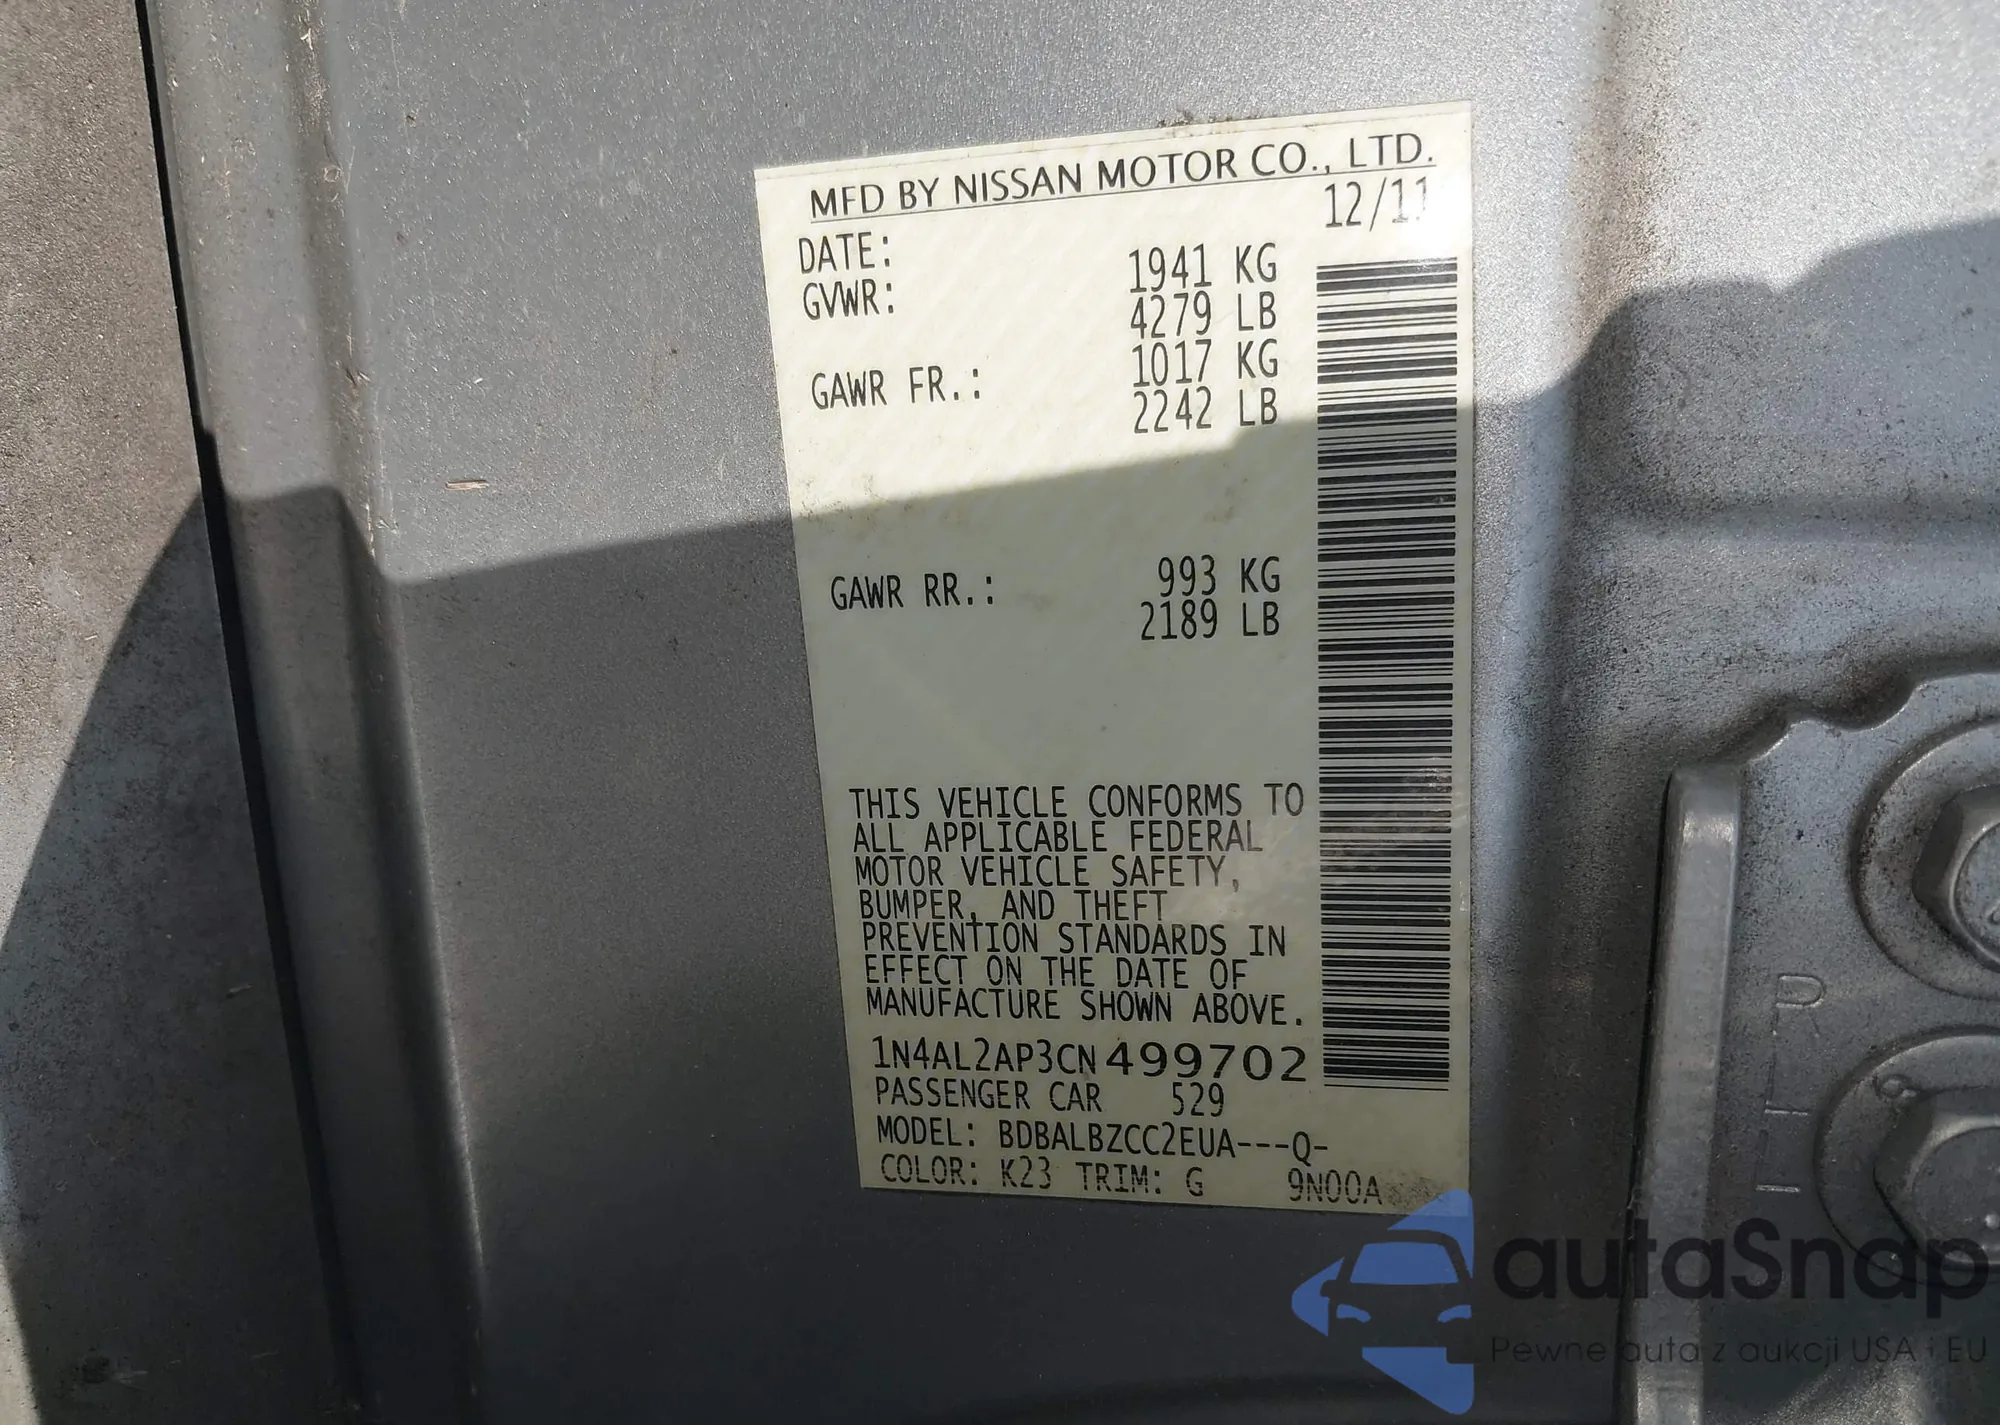 MFD BY NISSAN MOTOR CO., LTD.
DATE: 12/11
GVWR: 1941 KG
4279 LB
GAWR FR.: 1017 KG
2242 LB
GAWR RR.: 993 KG
2189 LB
THIS VEHICLE CONFORMS TO
ALL APPLICABLE FEDERAL
MOTOR VEHICLE SAFETY,
BUMPER, AND THEFT
PREVENTION STANDARDS IN
EFFECT ON THE DATE OF
MANUFACTURE SHOWN ABOVE.
1N4AL2AP3CN499702
PASSENGER CAR 529
MODEL: BDBALBZCC2EUA---Q-
COLOR: K23 TRIM: G 9N00A
autaSnap
Pewne auta z aukcji USA i EU